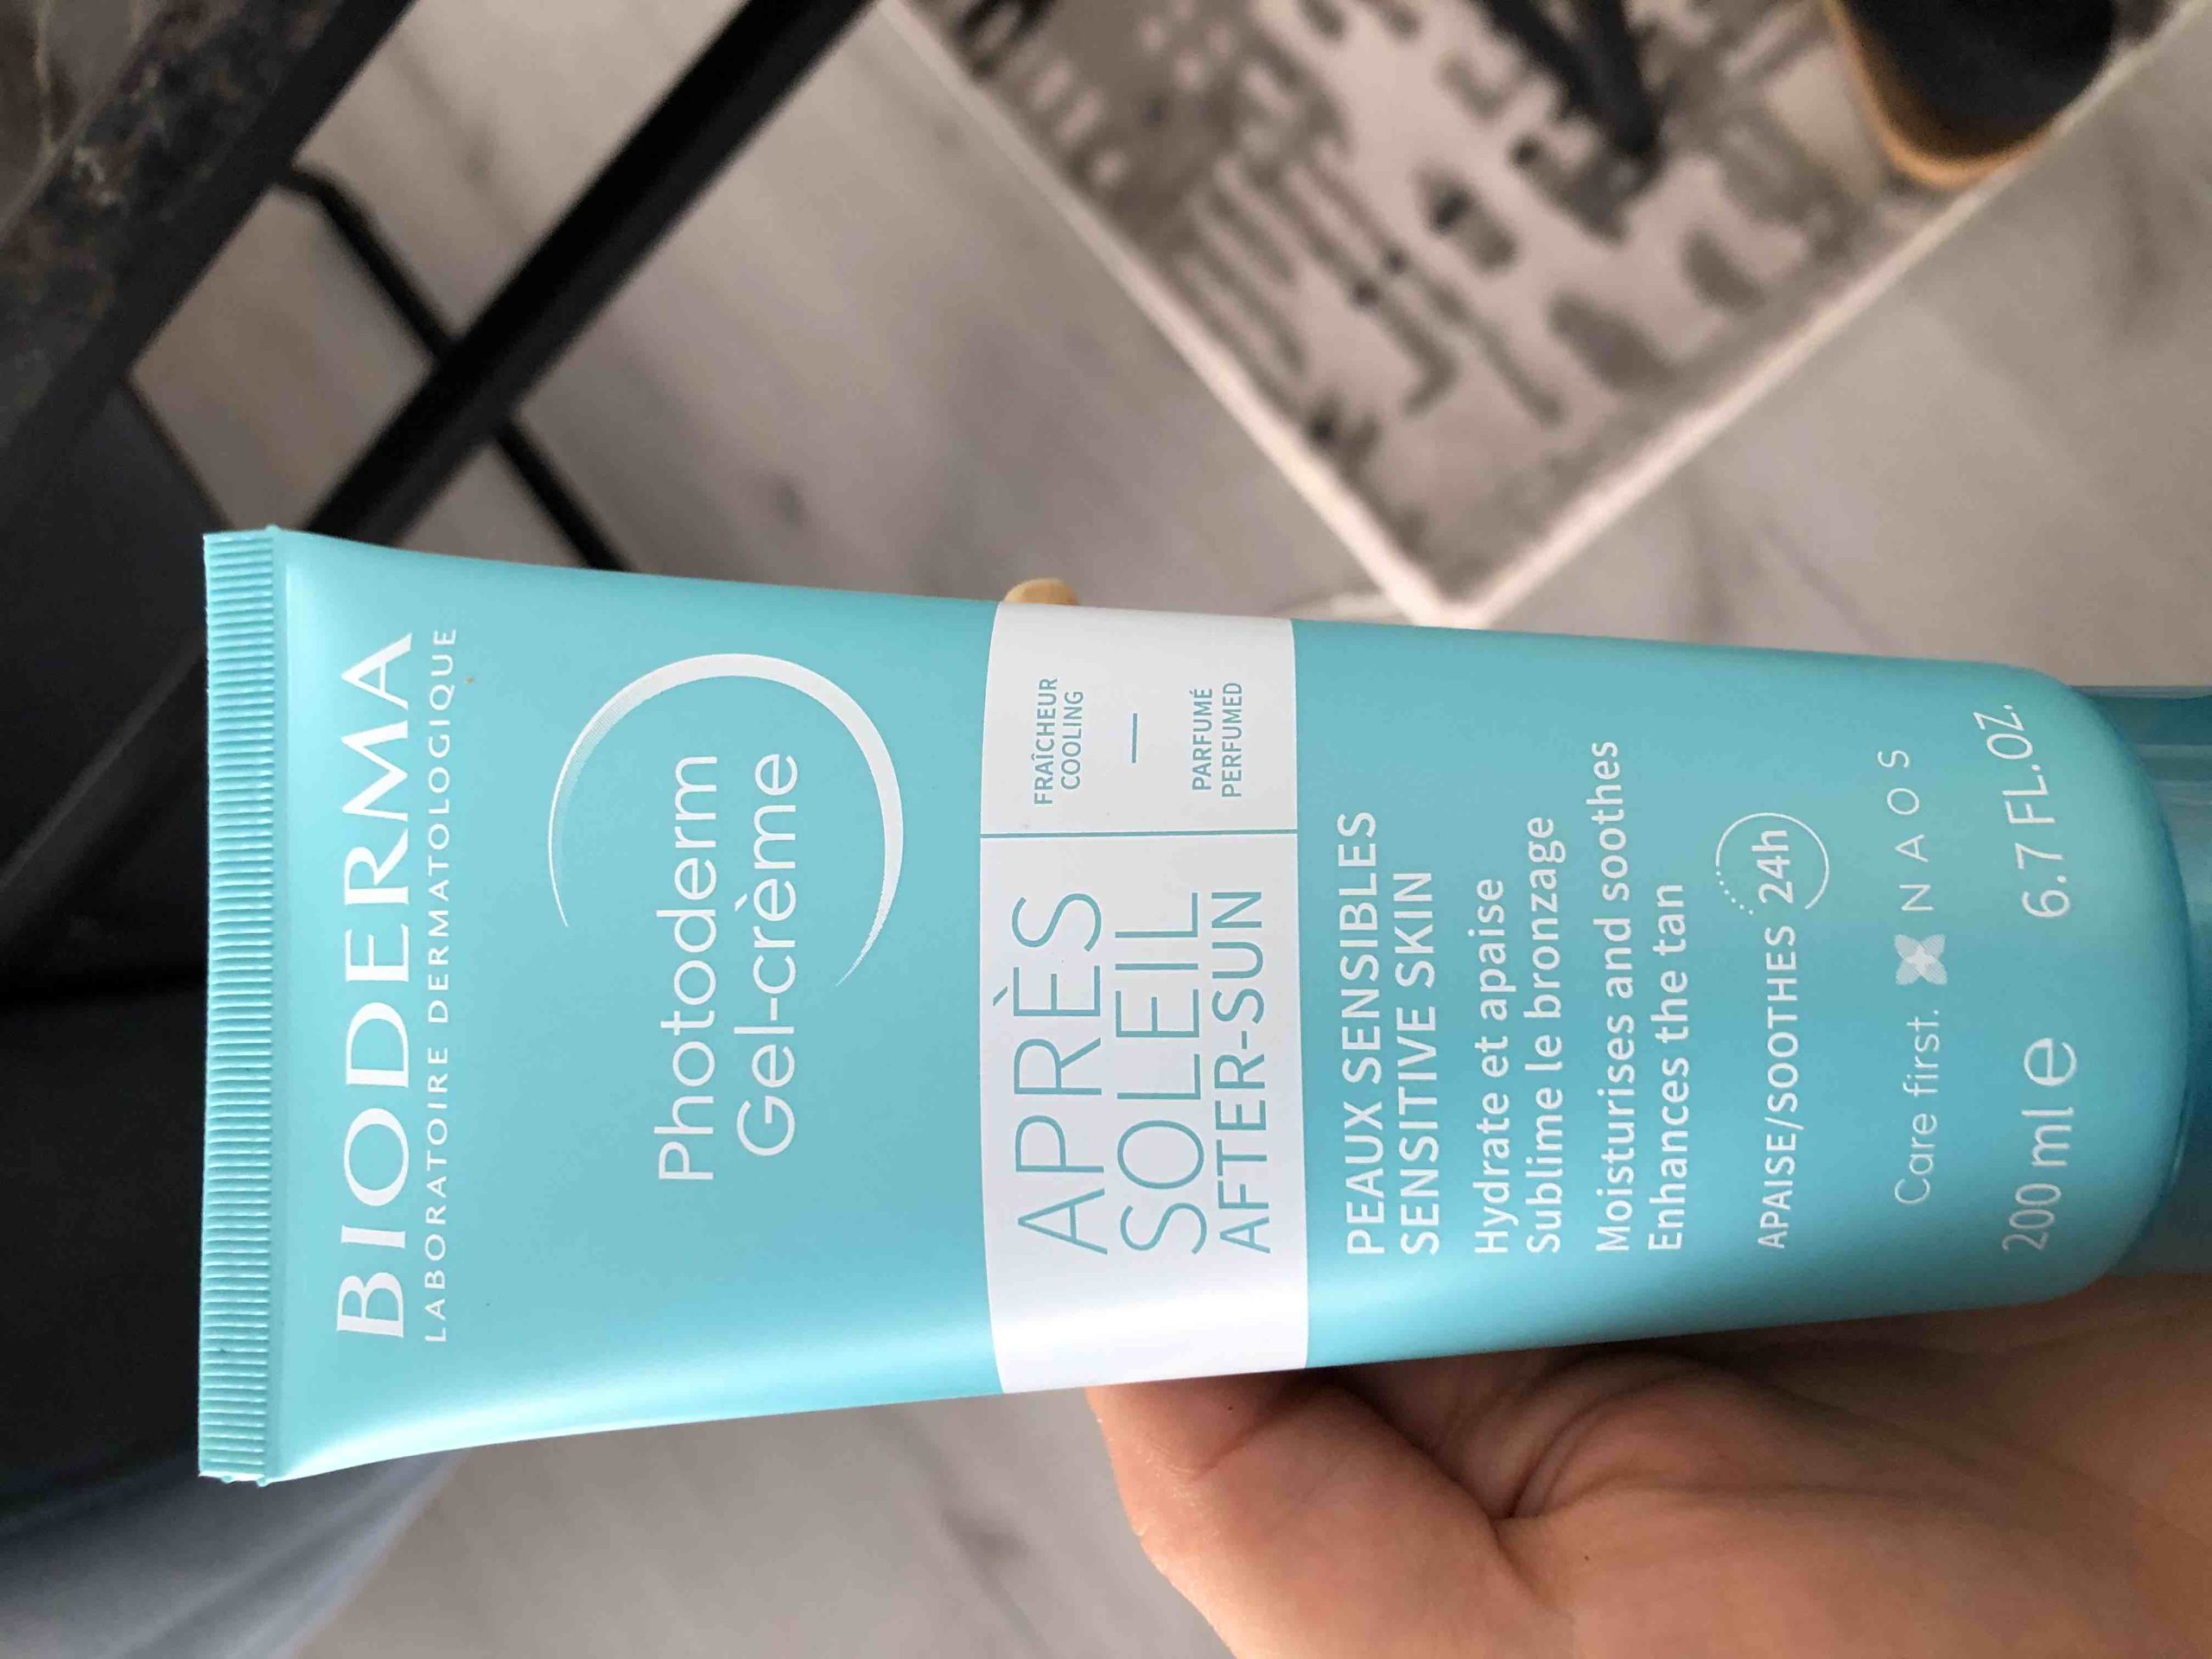 BIODERMA
LABORATOIRE DERMATOLOGIQUE
Photoderm
Gel-crème
APRÈS
SOLEIL
AFTER-SUN
FRAÎCHEUR
COOLING
—
PARFUMÉ
PERFUMED
PEAUX SENSIBLES
SENSITIVE SKIN
Hydrate et apaise
Sublime le bronzage
Moisturises and soothes
Enhances the tan
APAISE/SOOTHES 24h
Care first. NAOS
200 ml e 6.7 FL.OZ.